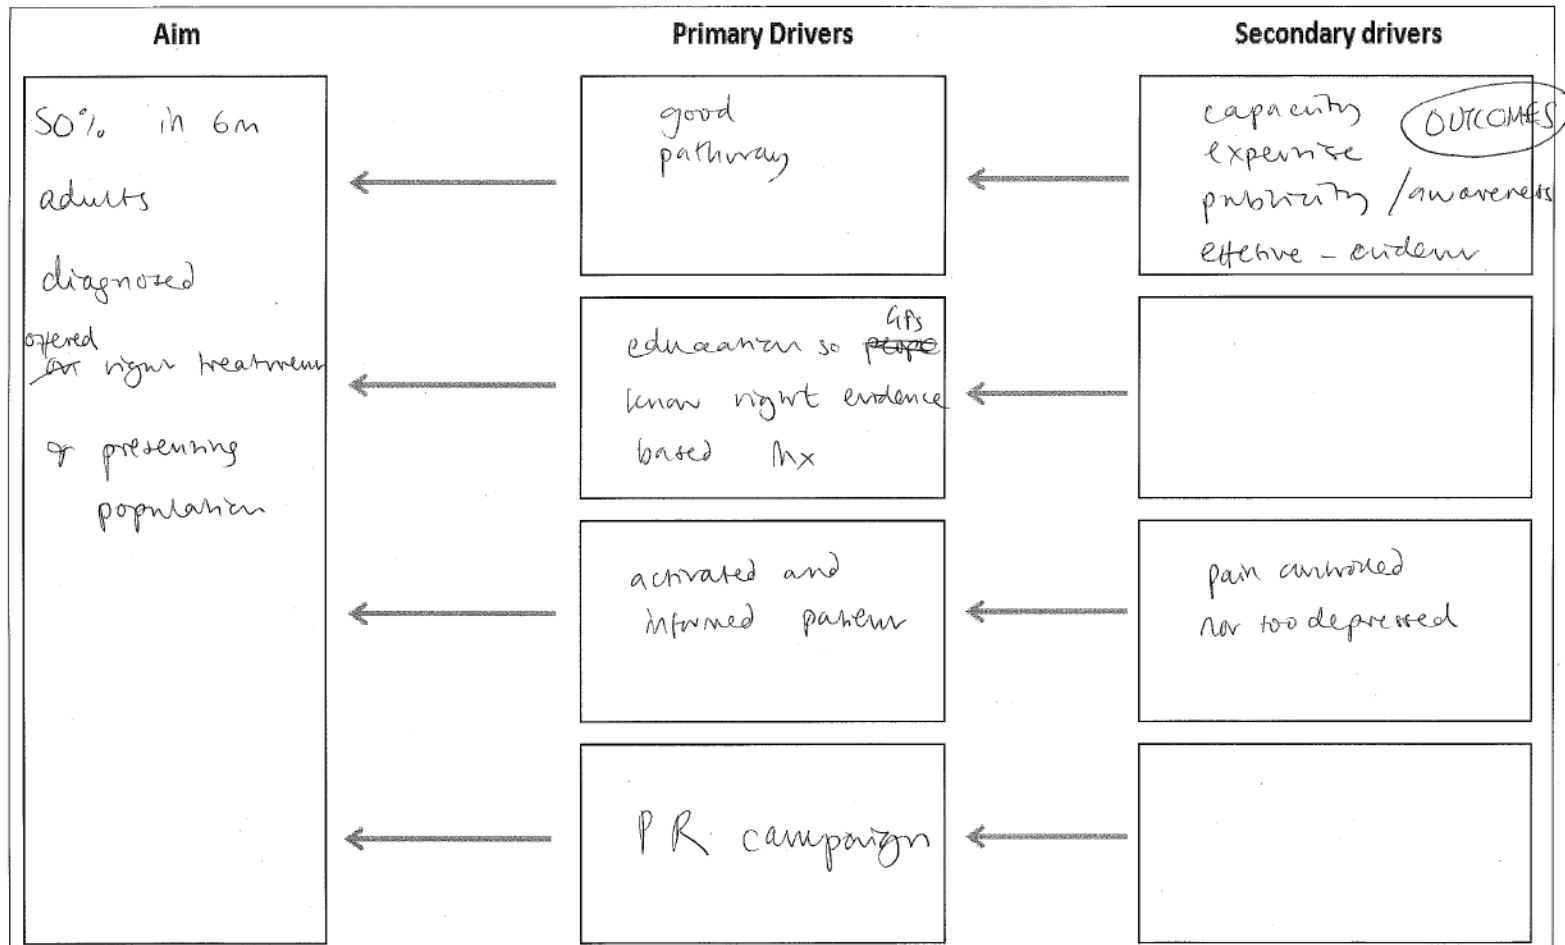 Aim
Primary Drivers
Secondary drivers
50% in 6m
adults
diagnosed
offered
right treatment
of presenting
population
good
pathway
capacity
OUTCOMES
expertise
publicity / awareness
effective - evidence
GPs
education so people
know right evidence
based
activated and
informed patient
pain controlled
not too depressed
PR campaign